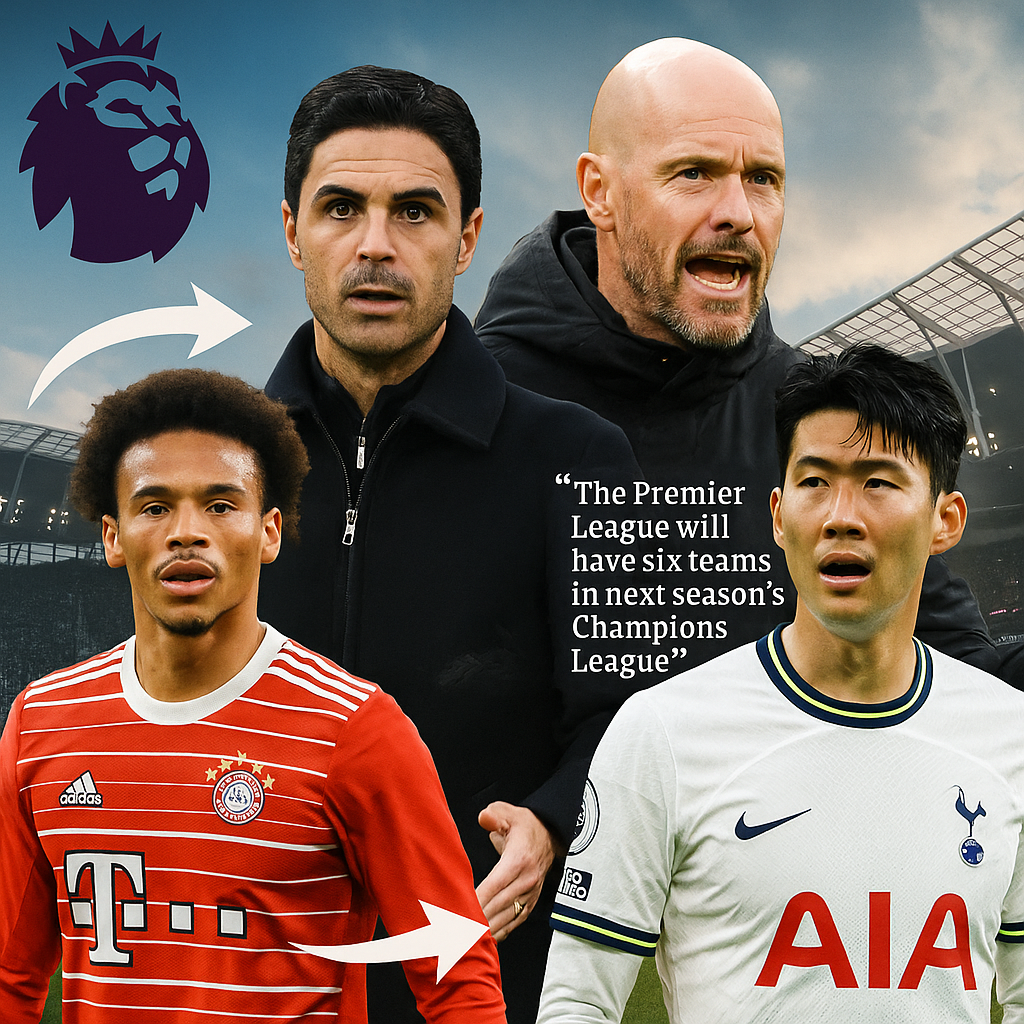 “The Premier
League will
have six teams
in next season’s
Champions
League”
adidas
T
AIA